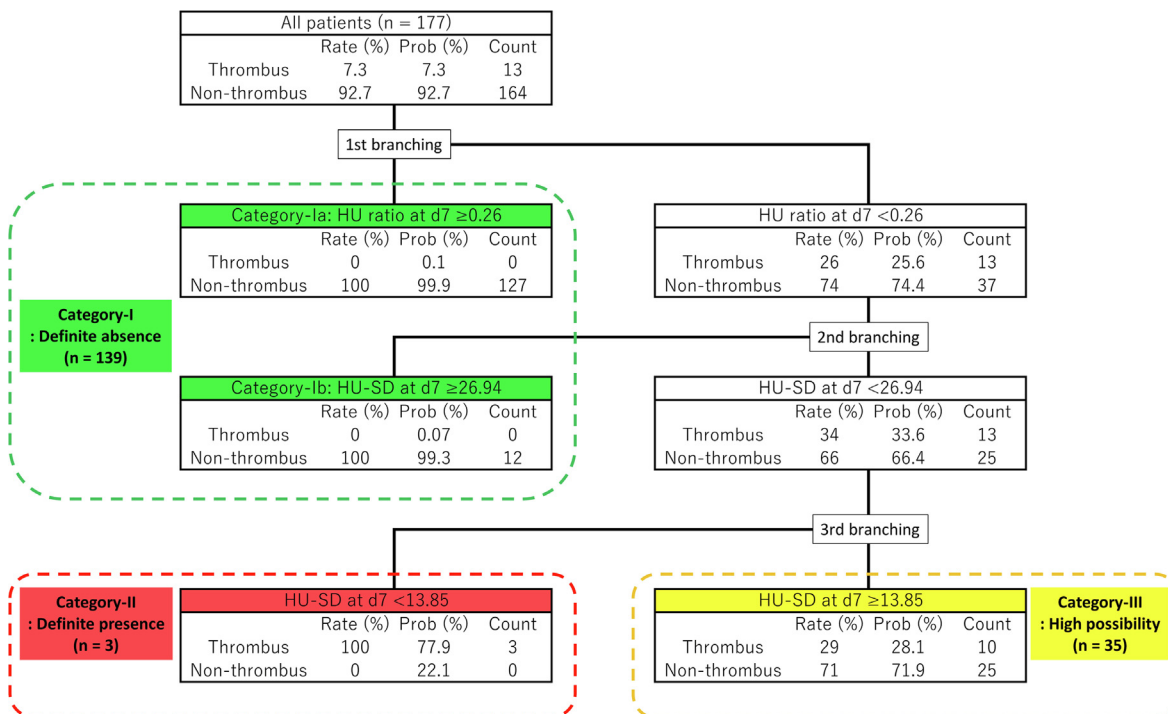 All patients (n = 177)
Rate (%) Prob (%) Count
Thrombus 7.3 7.3 13
Non-thrombus 92.7 92.7 164
1st branching
Category-Ia: HU ratio at d7 ≥0.26
Rate (%) Prob (%) Count
Thrombus 0 0.1 0
Non-thrombus 100 99.9 127
HU ratio at d7 <0.26
Rate (%) Prob (%) Count
Thrombus 26 25.6 13
Non-thrombus 74 74.4 37
Category-I
: Definite absence
(n = 139)
2nd branching
Category-Ib: HU-SD at d7 ≥26.94
Rate (%) Prob (%) Count
Thrombus 0 0.07 0
Non-thrombus 100 99.3 12
HU-SD at d7 <26.94
Rate (%) Prob (%) Count
Thrombus 34 33.6 13
Non-thrombus 66 66.4 25
3rd branching
Category-II
: Definite presence
(n = 3)
HU-SD at d7 <13.85
Rate (%) Prob (%) Count
Thrombus 100 77.9 3
Non-thrombus 0 22.1 0
HU-SD at d7 ≥13.85
Rate (%) Prob (%) Count
Thrombus 29 28.1 10
Non-thrombus 71 71.9 25
Category-III
: High possibility
(n = 35)